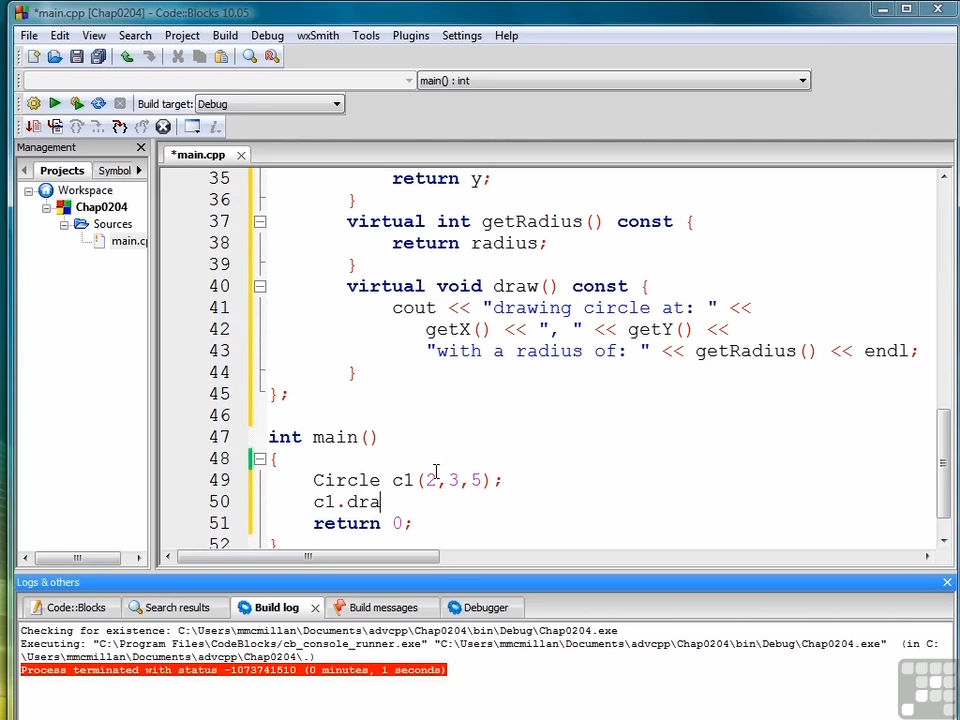 *main.cpp [Chap0204] - Code::Blocks 10.05
File Edit View Search Project Build Debug wxSmith Tools Plugins Settings Help
main() : int
Build target: Debug
Management
*main.cpp
Projects Symbol
Workspace
Chap0204
Sources
main.cp
35 return y;
36 }
37 virtual int getRadius() const {
38 return radius;
39 }
40 virtual void draw() const {
41 cout << "drawing circle at: " <<
42 getX() << ", " << getY() <<
43 "with a radius of: " << getRadius() << endl;
44 }
45 };
46
47 int main()
48 {
49 Circle c1(2,3,5);
50 c1.dra
51 return 0;
52 }
Logs & others
Code::Blocks Search results Build log Build messages Debugger
Checking for existence: C:\Users\mmcmillan\Documents\advcpp\Chap0204\bin\Debug\Chap0204.exe
Executing: "C:\Program Files\CodeBlocks/cb_console_runner.exe" "C:\Users\mmcmillan\Documents\advcpp\Chap0204\bin\Debug\Chap0204.exe" (in C:
\Users\mmcmillan\Documents\advcpp\Chap0204\.)
Process terminated with status -1073741510 (0 minutes, 1 seconds)